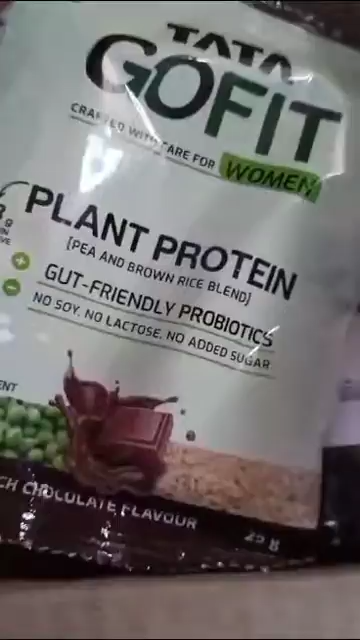 TATA
GOFIT
CRAFTED WITH CARE FOR WOMEN
PLANT PROTEIN
[PEA AND BROWN RICE BLEND]
GUT-FRIENDLY PROBIOTICS
NO SOY, NO LACTOSE, NO ADDED SUGAR
CHOCOLATE FLAVOUR
25 g